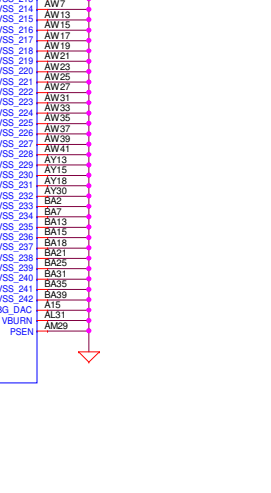 AW7 VSS_214
AW13 VSS_215
AW15 VSS_216
AW17 VSS_217
AW19 VSS_218
AW21 VSS_219
AW23 VSS_220
AW25 VSS_221
AW27 VSS_222
AW31 VSS_223
AW33 VSS_224
AW35 VSS_225
AW37 VSS_226
AW39 VSS_227
AW41 VSS_228
AY13 VSS_229
AY15 VSS_230
AY18 VSS_231
AY30 VSS_232
BA2 VSS_233
BA7 VSS_234
BA13 VSS_235
BA15 VSS_236
BA18 VSS_237
BA21 VSS_238
BA25 VSS_239
BA31 VSS_240
BA35 VSS_241
BA39 VSS_242
A15 BG_DAC
AL31 VBURN
AM29 PSEN